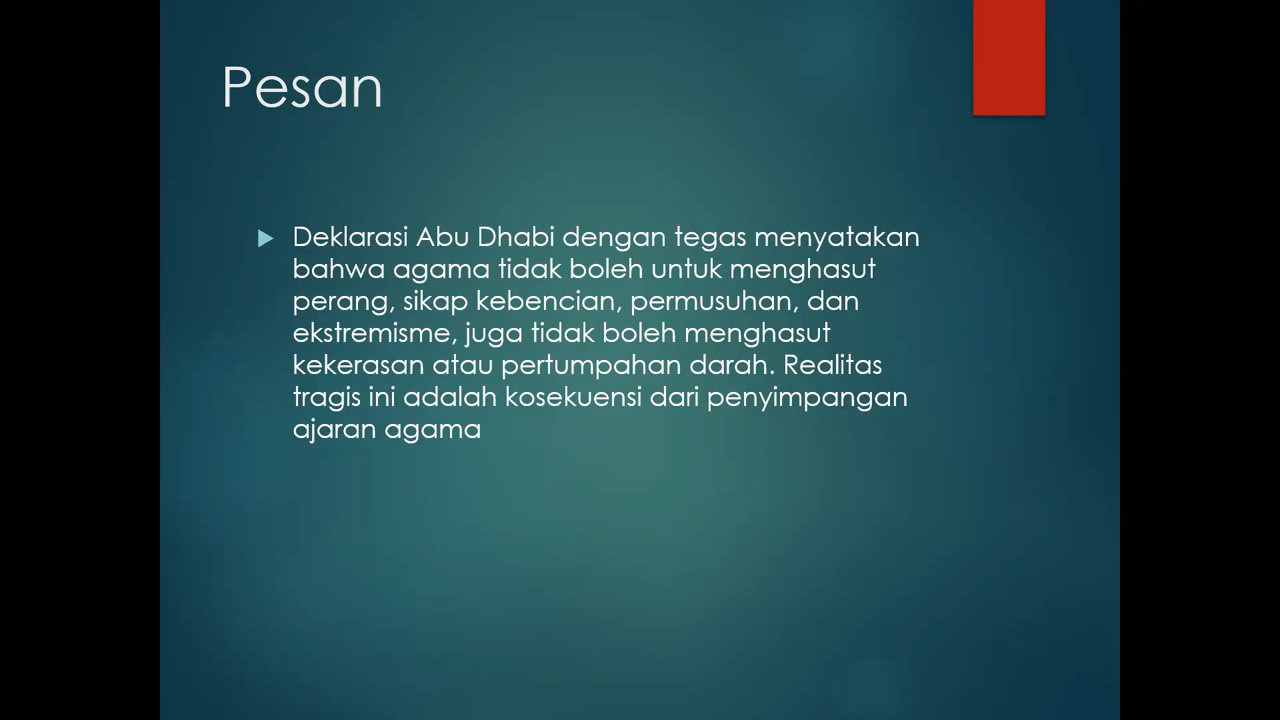 Pesan
Deklarasi Abu Dhabi dengan tegas menyatakan
bahwa agama tidak boleh untuk menghasut
perang, sikap kebencian, permusuhan, dan
ekstremisme, juga tidak boleh menghasut
kekerasan atau pertumpahan darah. Realitas
tragis ini adalah kosekuensi dari penyimpangan
ajaran agama